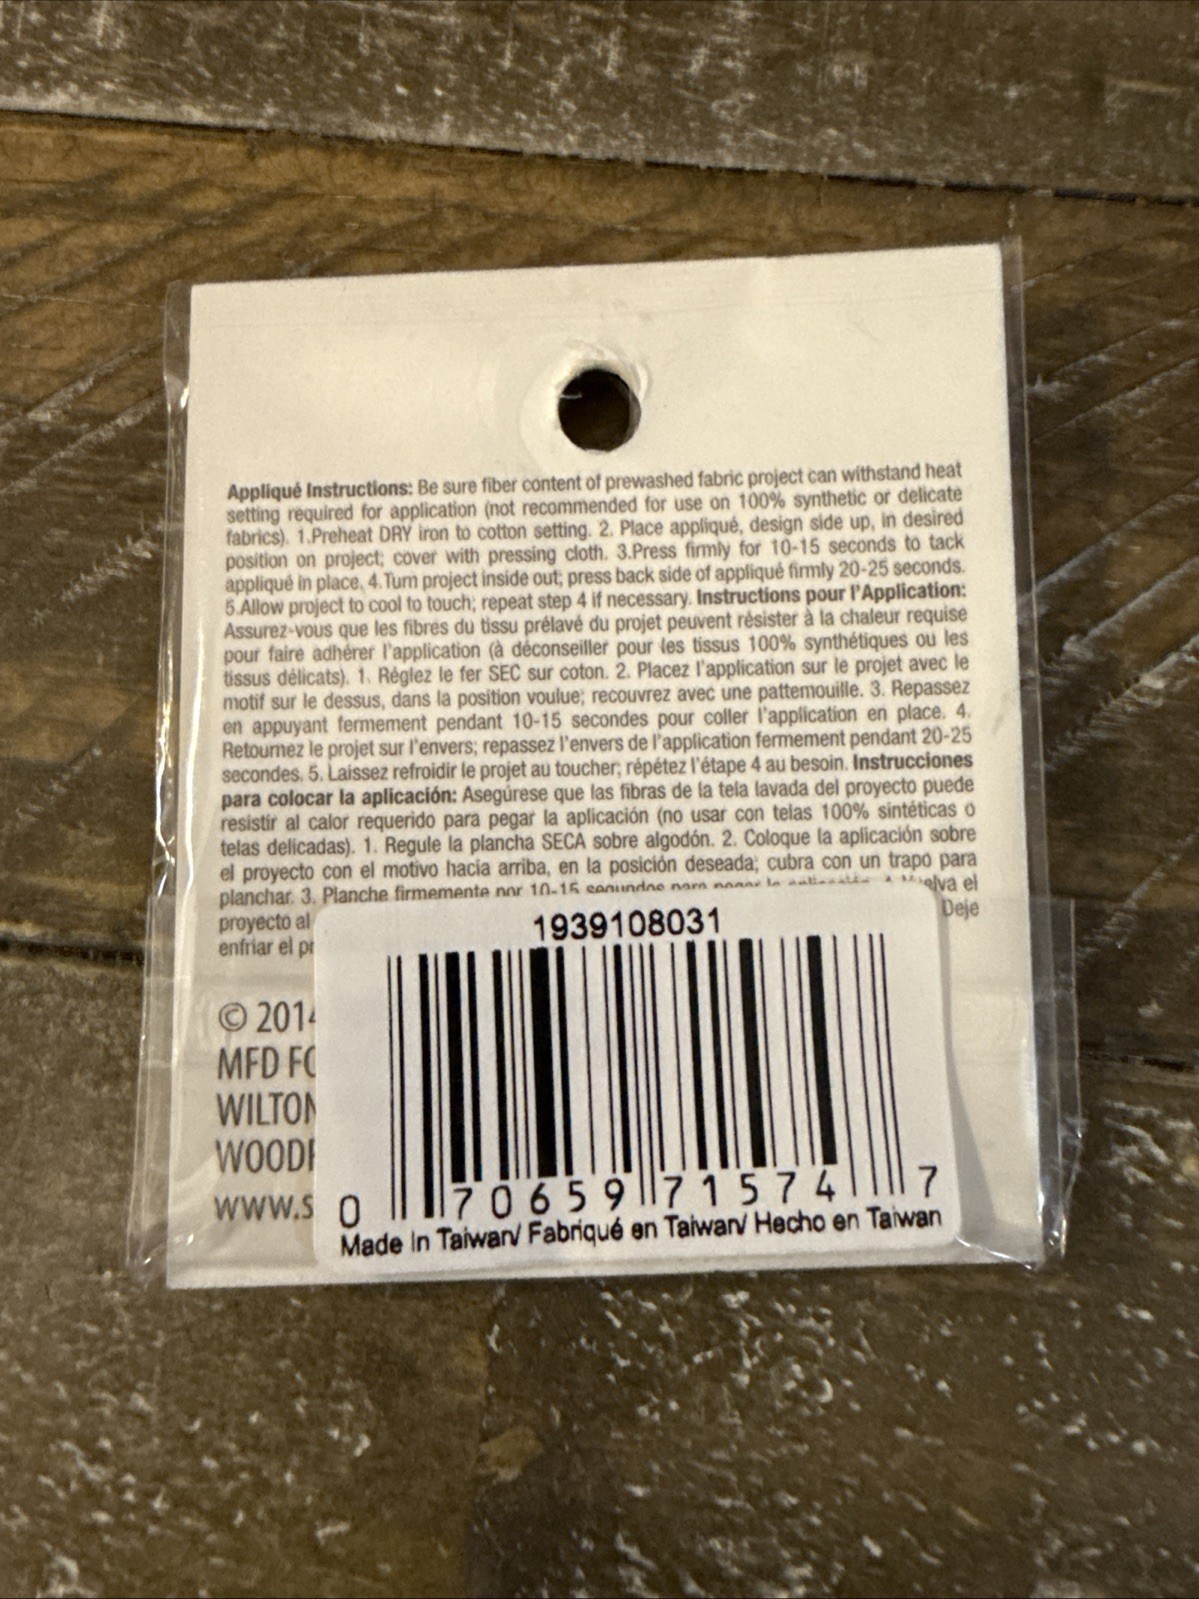 Appliqué Instructions: Be sure fiber content of prewashed fabric project can withstand heat
setting required for application (not recommended for use on 100% synthetic or delicate
fabrics). 1.Preheat DRY iron to cotton setting. 2. Place appliqué, design side up, in desired
position on project; cover with pressing cloth. 3.Press firmly for 10-15 seconds to tack
appliqué in place. 4.Turn project inside out; press back side of appliqué firmly 20-25 seconds.
5.Allow project to cool to touch; repeat step 4 if necessary. Instructions pour l'Application:
Assurez-vous que les fibres du tissu prélavé du projet peuvent résister à la chaleur requise
pour faire adhérer l'application (à déconseiller pour les tissus 100% synthétiques ou les
tissus délicats). 1. Réglez le fer SEC sur coton. 2. Placez l'application sur le projet avec le
motif sur le dessus, dans la position voulue; recouvrez avec une pattemouille. 3. Repassez
en appuyant fermement pendant 10-15 secondes pour coller l'application en place. 4.
Retournez le projet sur l'envers; repassez l'envers de l'application fermement pendant 20-25
secondes. 5. Laissez refroidir le projet au toucher; répétez l'étape 4 au besoin. Instrucciones
para colocar la aplicación: Asegúrese que las fibras de la tela lavada del proyecto puede
resistir al calor requerido para pegar la aplicación (no usar con telas 100% sintéticas o
telas delicadas). 1. Regule la plancha SECA sobre algodón. 2. Coloque la aplicación sobre
el proyecto con el motivo hacia arriba, en la posición deseada; cubra con un trapo para
planchar. 3. Planche firmemente por 10-15 segundos para pegar la el
proyecto al Deje
enfriar el
© 2014
MFD
WILTON
WWW.S
1939108031
0 70659 71574 7
Made in Taiwan/ Fabriqué en Taiwan/ Hecho en Taiwan